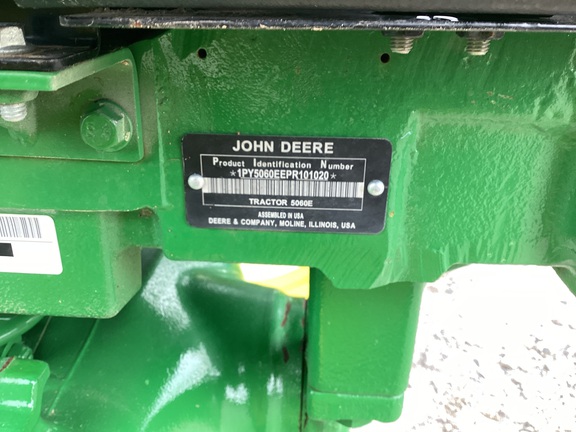 JOHN DEERE
Product Identification Number
*1PY5060EEPR101020*
TRACTOR 5060E
ASSEMBLED IN USA
DEERE & COMPANY, MOLINE, ILLINOIS, USA